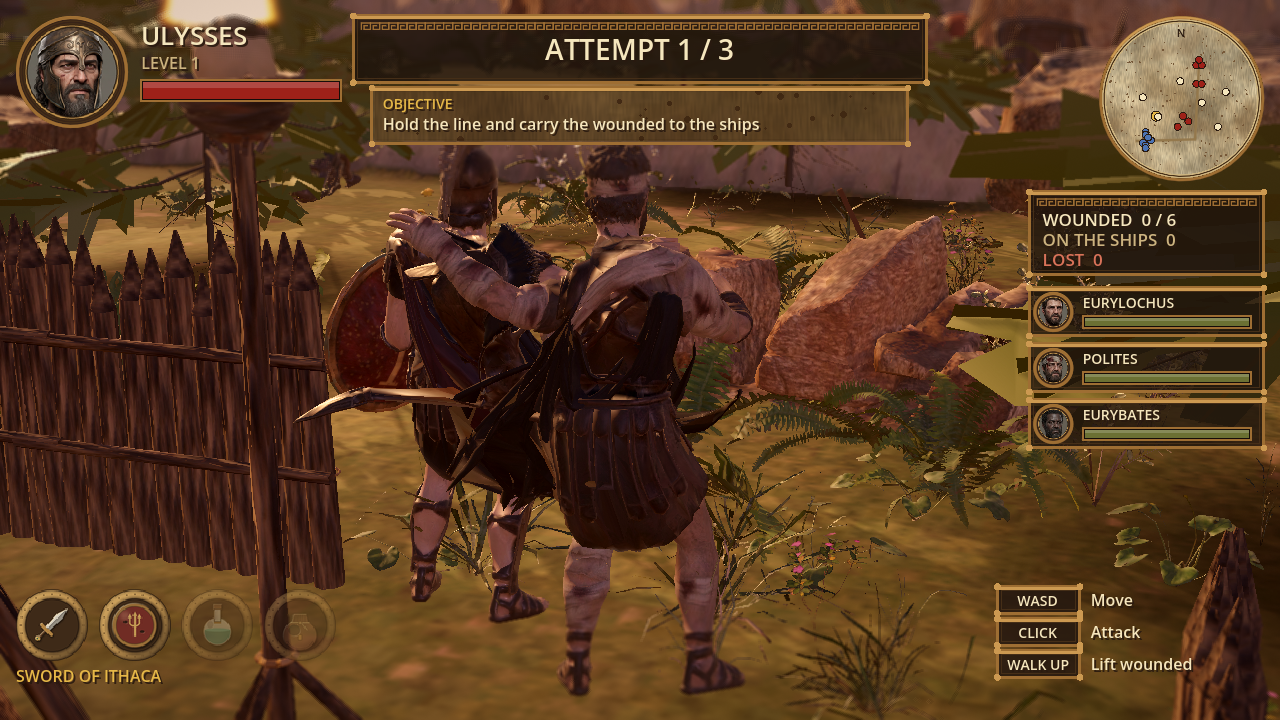 ULYSSES
LEVEL 1
ATTEMPT 1 / 3
OBJECTIVE
Hold the line and carry the wounded to the ships
N
WOUNDED 0 / 6
ON THE SHIPS 0
LOST 0
EURYLOCHUS
POLITES
EURYBATES
SWORD OF ITHACA
WASD Move
CLICK Attack
WALK UP Lift wounded